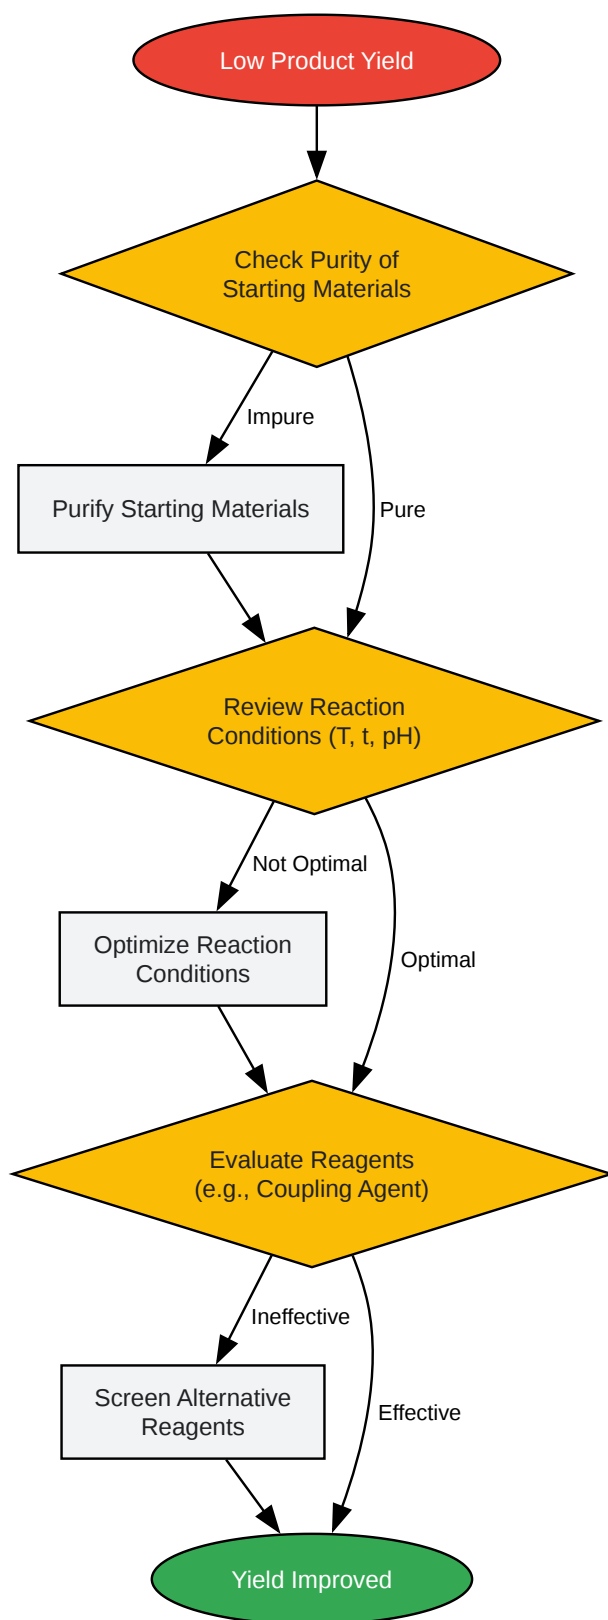 Low Product Yield
Check Purity of
Starting Materials
Impure
Purify Starting Materials
Pure
Review Reaction
Conditions (T, t, pH)
Not Optimal
Optimize Reaction
Conditions
Optimal
Evaluate Reagents
(e.g., Coupling Agent)
Ineffective
Screen Alternative
Reagents
Effective
Yield Improved